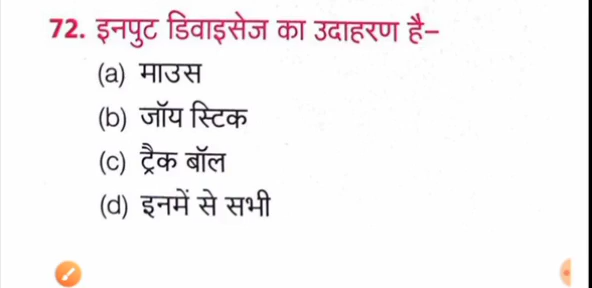 72. इनपुट डिवाइसेज का उदाहरण है–
(a) माउस
(b) जॉय स्टिक
(c) ट्रैक बॉल
(d) इनमें से सभी